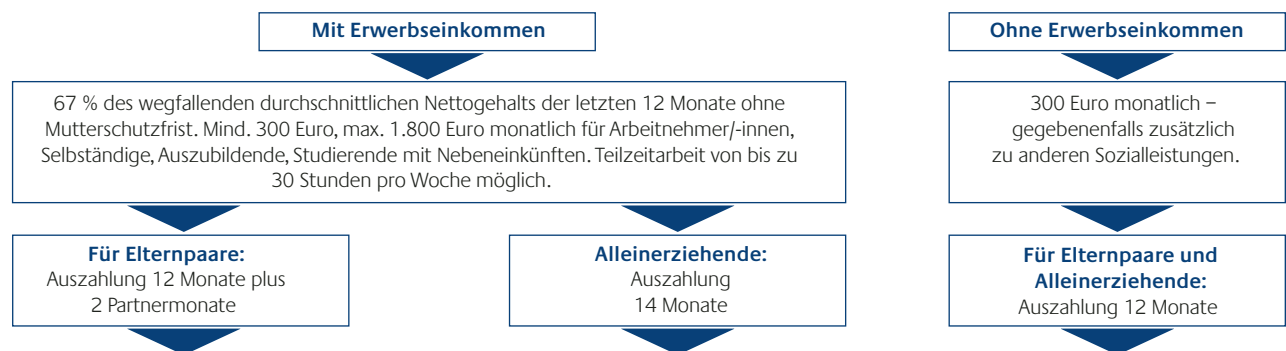 Mit Erwerbseinkommen
67 % des wegfallenden durchschnittlichen Nettogehalts der letzten 12 Monate ohne
Mutterschutzfrist. Mind. 300 Euro, max. 1.800 Euro monatlich für Arbeitnehmer/-innen,
Selbständige, Auszubildende, Studierende mit Nebeneinkünften. Teilzeitarbeit von bis zu
30 Stunden pro Woche möglich.
Für Elternpaare:
Auszahlung 12 Monate plus
2 Partnermonate
Alleinerziehende:
Auszahlung
14 Monate
Ohne Erwerbseinkommen
300 Euro monatlich –
gegebenenfalls zusätzlich
zu anderen Sozialleistungen.
Für Elternpaare und
Alleinerziehende:
Auszahlung 12 Monate